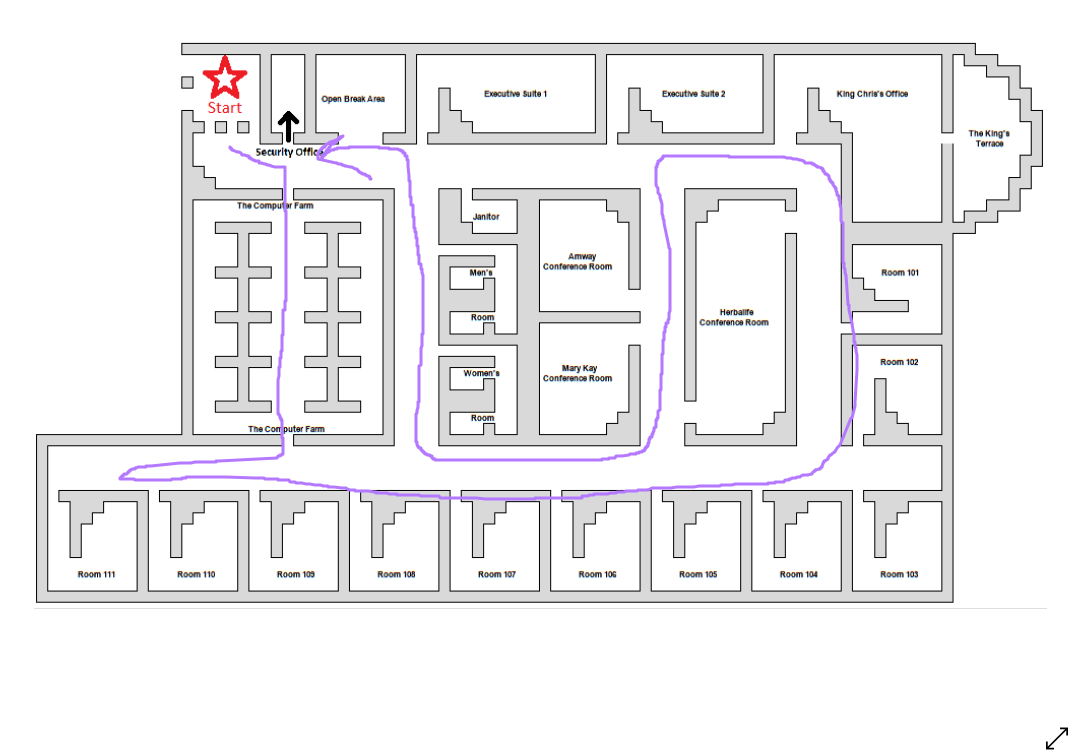 Start
Open Break Area
Executive Suite 1
Executive Suite 2
King Chris's Office
The King's
Terrace
Security Office
The Computer Farm
Janitor
Men's
Room
Amway
Conference Room
Room 101
Herbalife
Conference Room
Women's
Room
Mary Kay
Conference Room
Room 102
The Computer Farm
Room 111
Room 110
Room 109
Room 108
Room 107
Room 106
Room 105
Room 104
Room 103